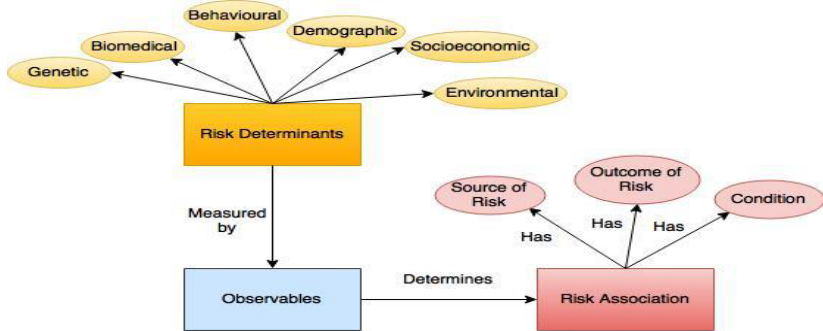 Behavioural
Demographic
Biomedical
Socioeconomic
Genetic
Environmental
Risk Determinants
Measured
by
Source of
Risk
Outcome of
Risk
Condition
Has
Has
Has
Observables
Determines
Risk Association